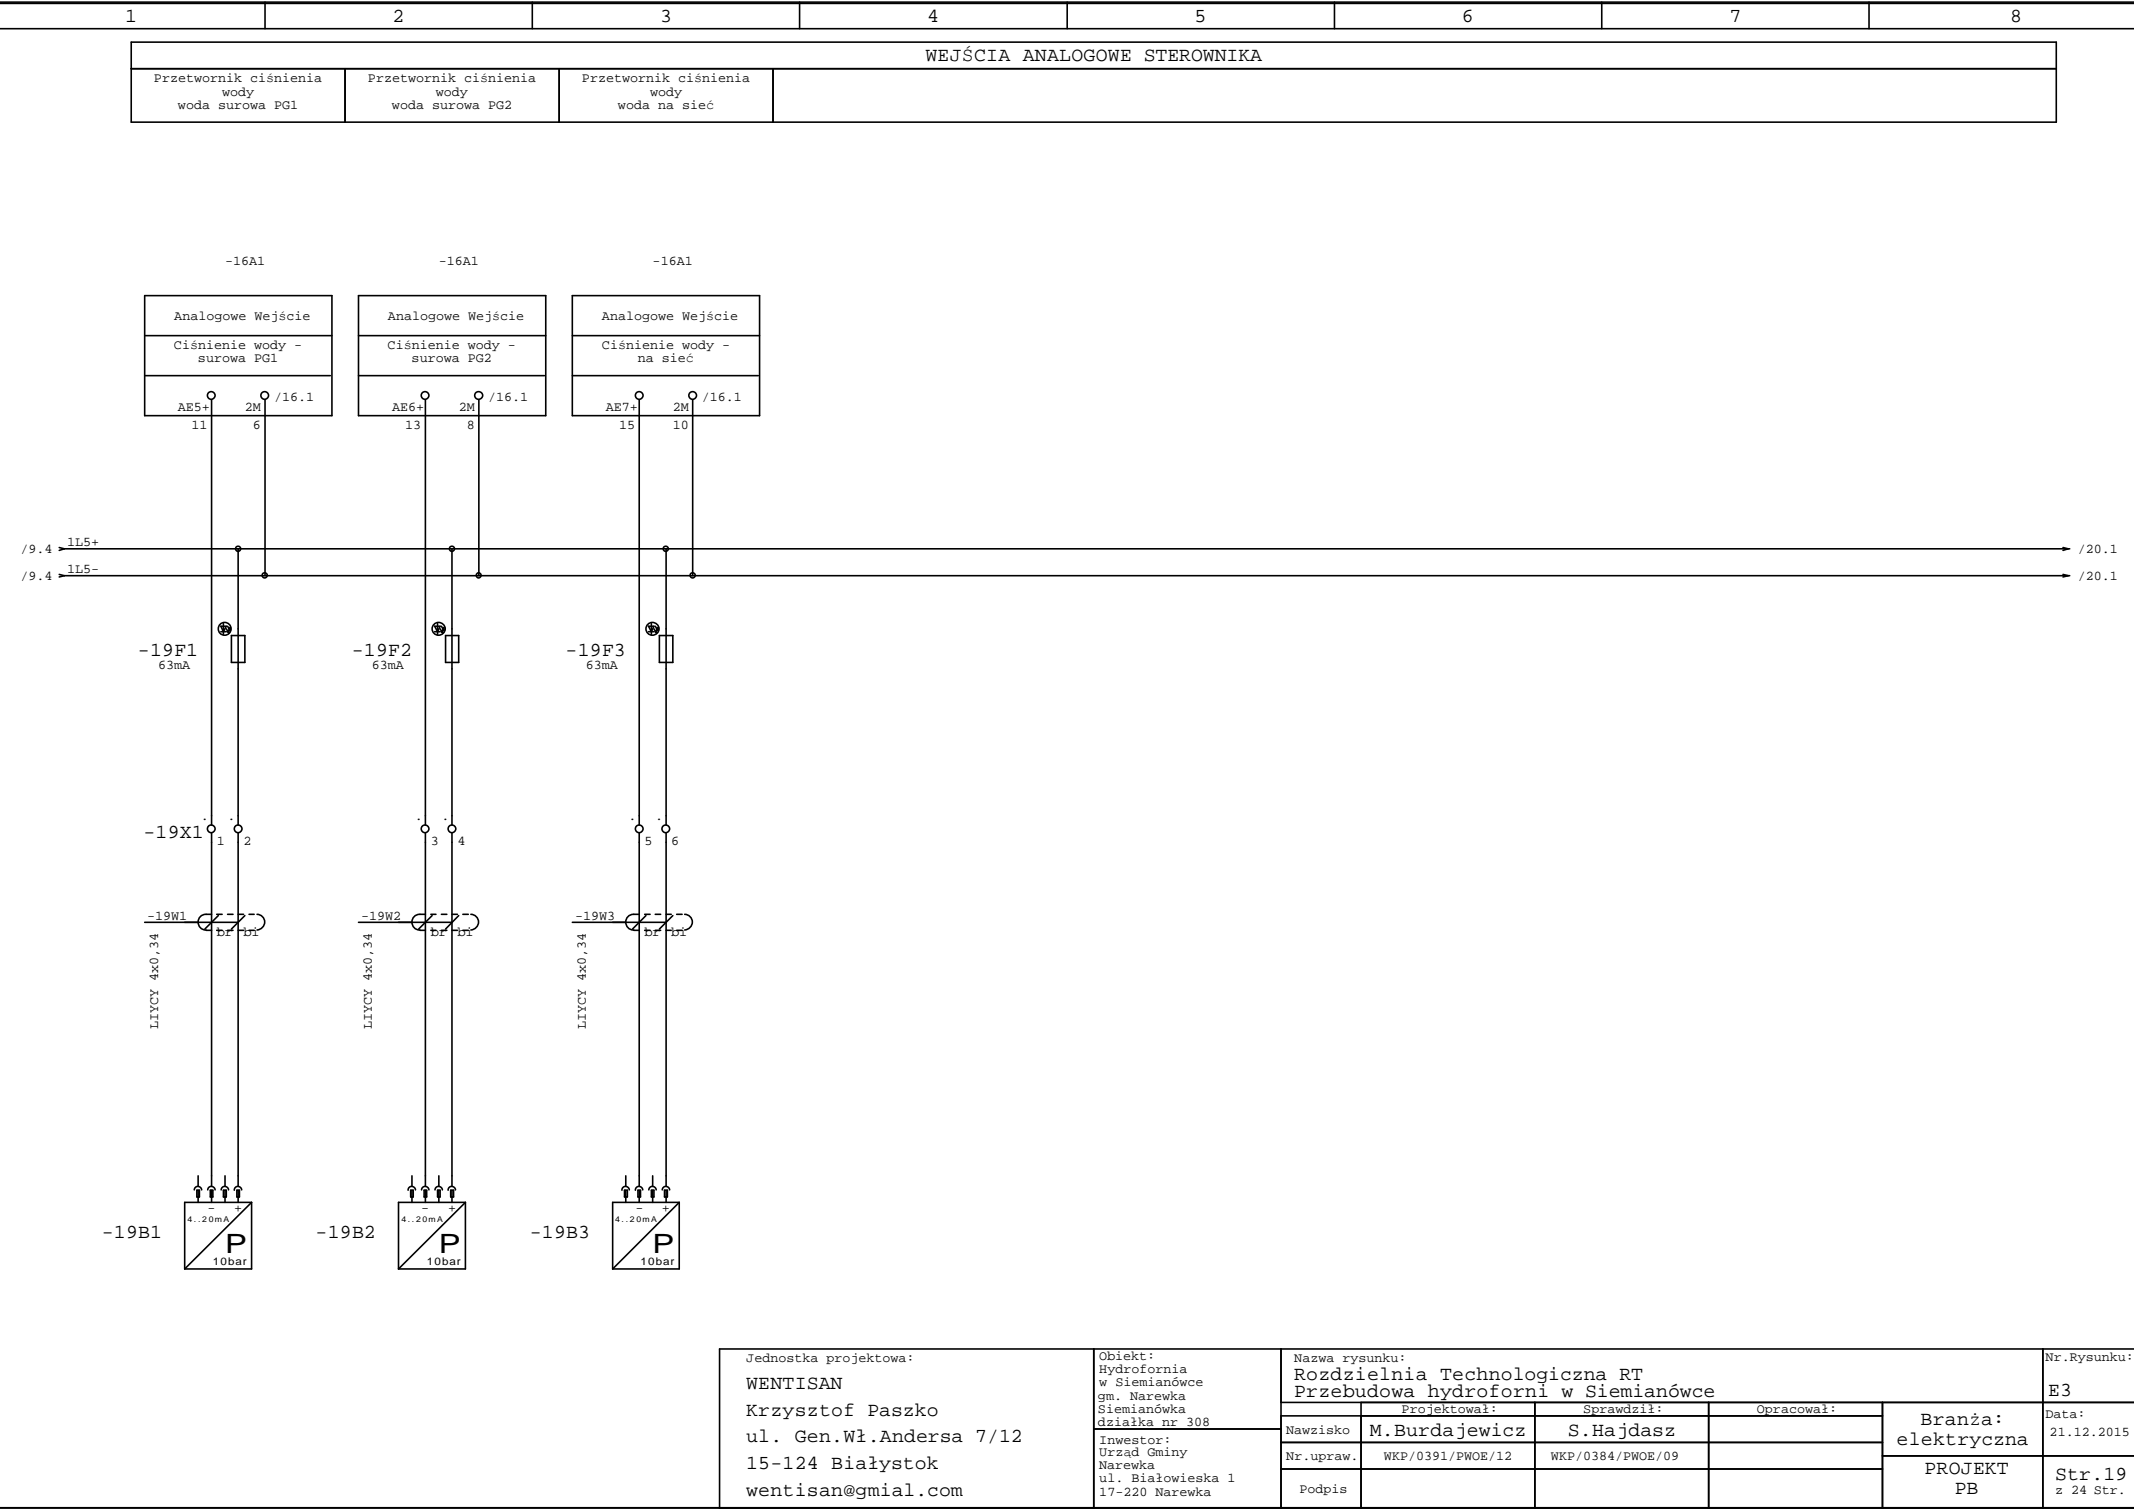 1 2 3 4 5 6 7 8
WEJŚCIA ANALOGOWE STEROWNIKA
Przetwornik ciśnienia
wody
woda surowa PG1
Przetwornik ciśnienia
wody
woda surowa PG2
Przetwornik ciśnienia
wody
woda na sieć
-16A1
Analogowe Wejście
Ciśnienie wody -
surowa PG1
AE5+ 2M /16.1
11 6
-16A1
Analogowe Wejście
Ciśnienie wody -
surowa PG2
AE6+ 2M /16.1
13 8
-16A1
Analogowe Wejście
Ciśnienie wody -
na sieć
AE7+ 2M /16.1
15 10
/9.4 1L5+ /20.1
/9.4 1L5- /20.1
-19F1
63mA
-19F2
63mA
-19F3
63mA
-19X1 1 2 3 4 5 6
-19W1 br bi
LIYCY 4x0,34
-19W2 br bi
LIYCY 4x0,34
-19W3 br bi
LIYCY 4x0,34
-19B1
- +
4..20mA
P
10bar
-19B2
- +
4..20mA
P
10bar
-19B3
- +
4..20mA
P
10bar
Jednostka projektowa:
WENTISAN
Krzysztof Paszko
ul. Gen.Wł.Andersa 7/12
15-124 Białystok
wentisan@gmial.com
Obiekt:
Hydrofornia
w Siemianówce
gm. Narewka
Siemianówka
działka nr 308
Inwestor:
Urząd Gminy
Narewka
ul. Białowieska 1
17-220 Narewka
Nazwa rysunku:
Rozdzielnia Technologiczna RT
Przebudowa hydroforni w Siemianówce
Projektował: Sprawdził: Opracował:
Nawzisko M.Burdajewicz S.Hajdasz
Nr.upraw. WKP/0391/PWOE/12 WKP/0384/PWOE/09
Podpis
Branża:
elektryczna
PROJEKT
PB
Nr.Rysunku:
E3
Data:
21.12.2015
Str.19
z 24 Str.